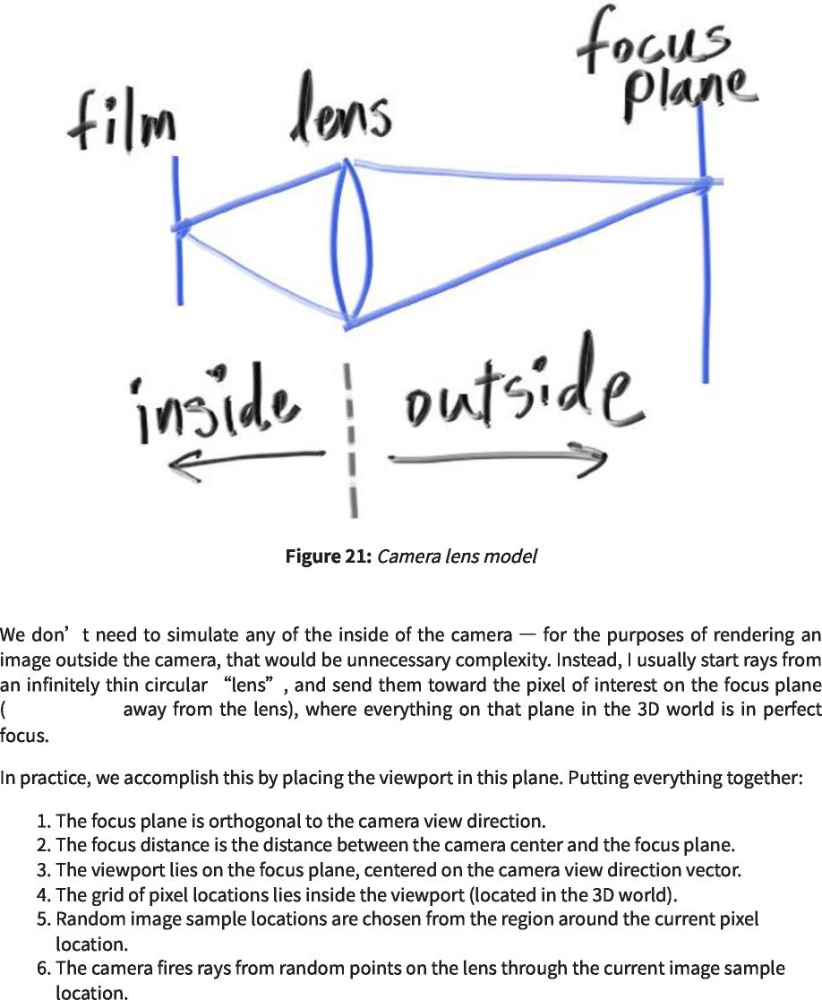 focus
plane
film
lens
inside
outside
Figure 21: Camera lens model
We don’t need to simulate any of the inside of the camera — for the purposes of rendering an
image outside the camera, that would be unnecessary complexity. Instead, I usually start rays from
an infinitely thin circular “lens”, and send them toward the pixel of interest on the focus plane
( away from the lens), where everything on that plane in the 3D world is in perfect
focus.
In practice, we accomplish this by placing the viewport in this plane. Putting everything together:
1. The focus plane is orthogonal to the camera view direction.
2. The focus distance is the distance between the camera center and the focus plane.
3. The viewport lies on the focus plane, centered on the camera view direction vector.
4. The grid of pixel locations lies inside the viewport (located in the 3D world).
5. Random image sample locations are chosen from the region around the current pixel
location.
6. The camera fires rays from random points on the lens through the current image sample
location.